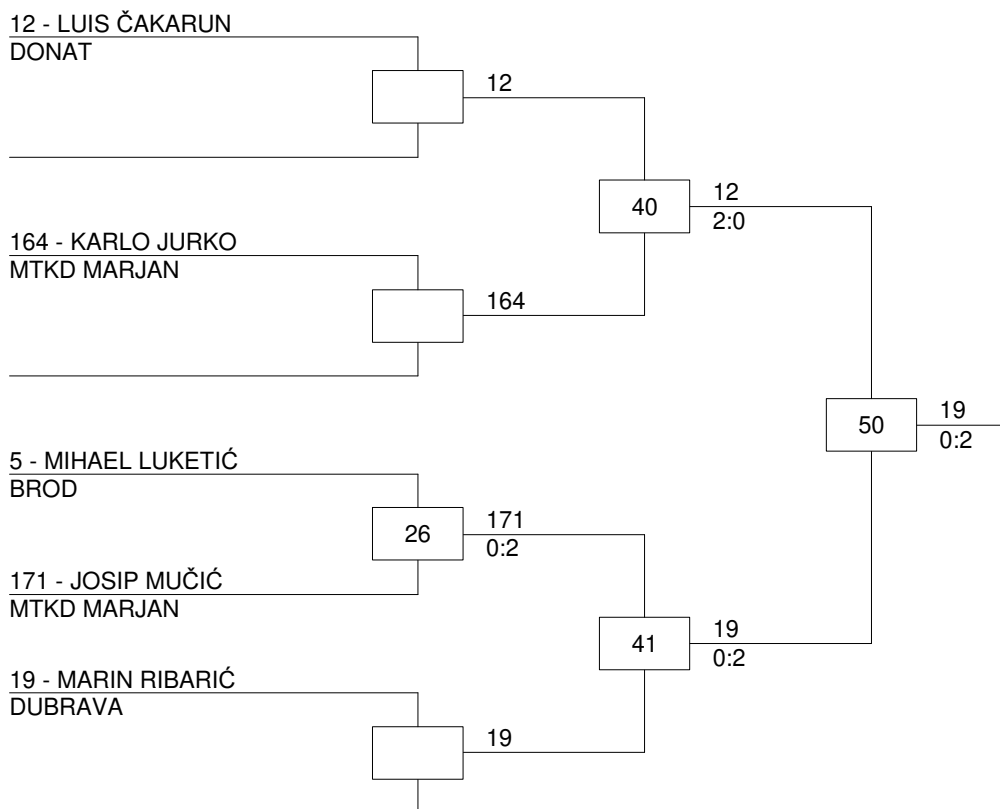 12 - LUIS ČAKARUN
DONAT
12
40
12
2:0
164 - KARLO JURKO
MTKD MARJAN
164
50
19
0:2
5 - MIHAEL LUKETIĆ
BROD
26
171
0:2
171 - JOSIP MUČIĆ
MTKD MARJAN
41
19
0:2
19 - MARIN RIBARIĆ
DUBRAVA
19